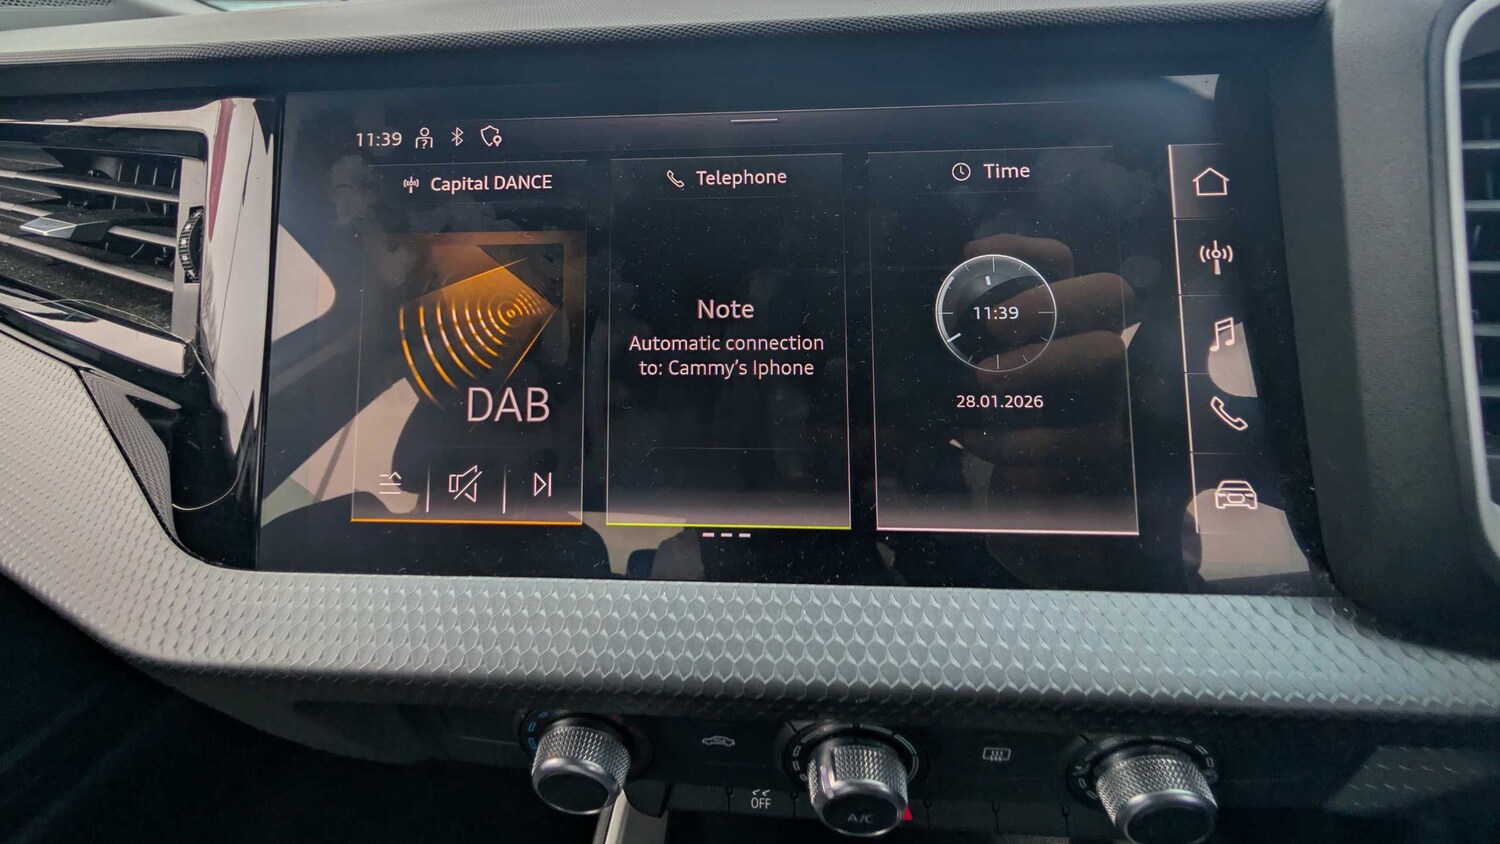 11:39
Capital DANCE
DAB
Telephone
Note
Automatic connection
to: Cammy's Iphone
Time
11:39
28.01.2026
OFF
A/C